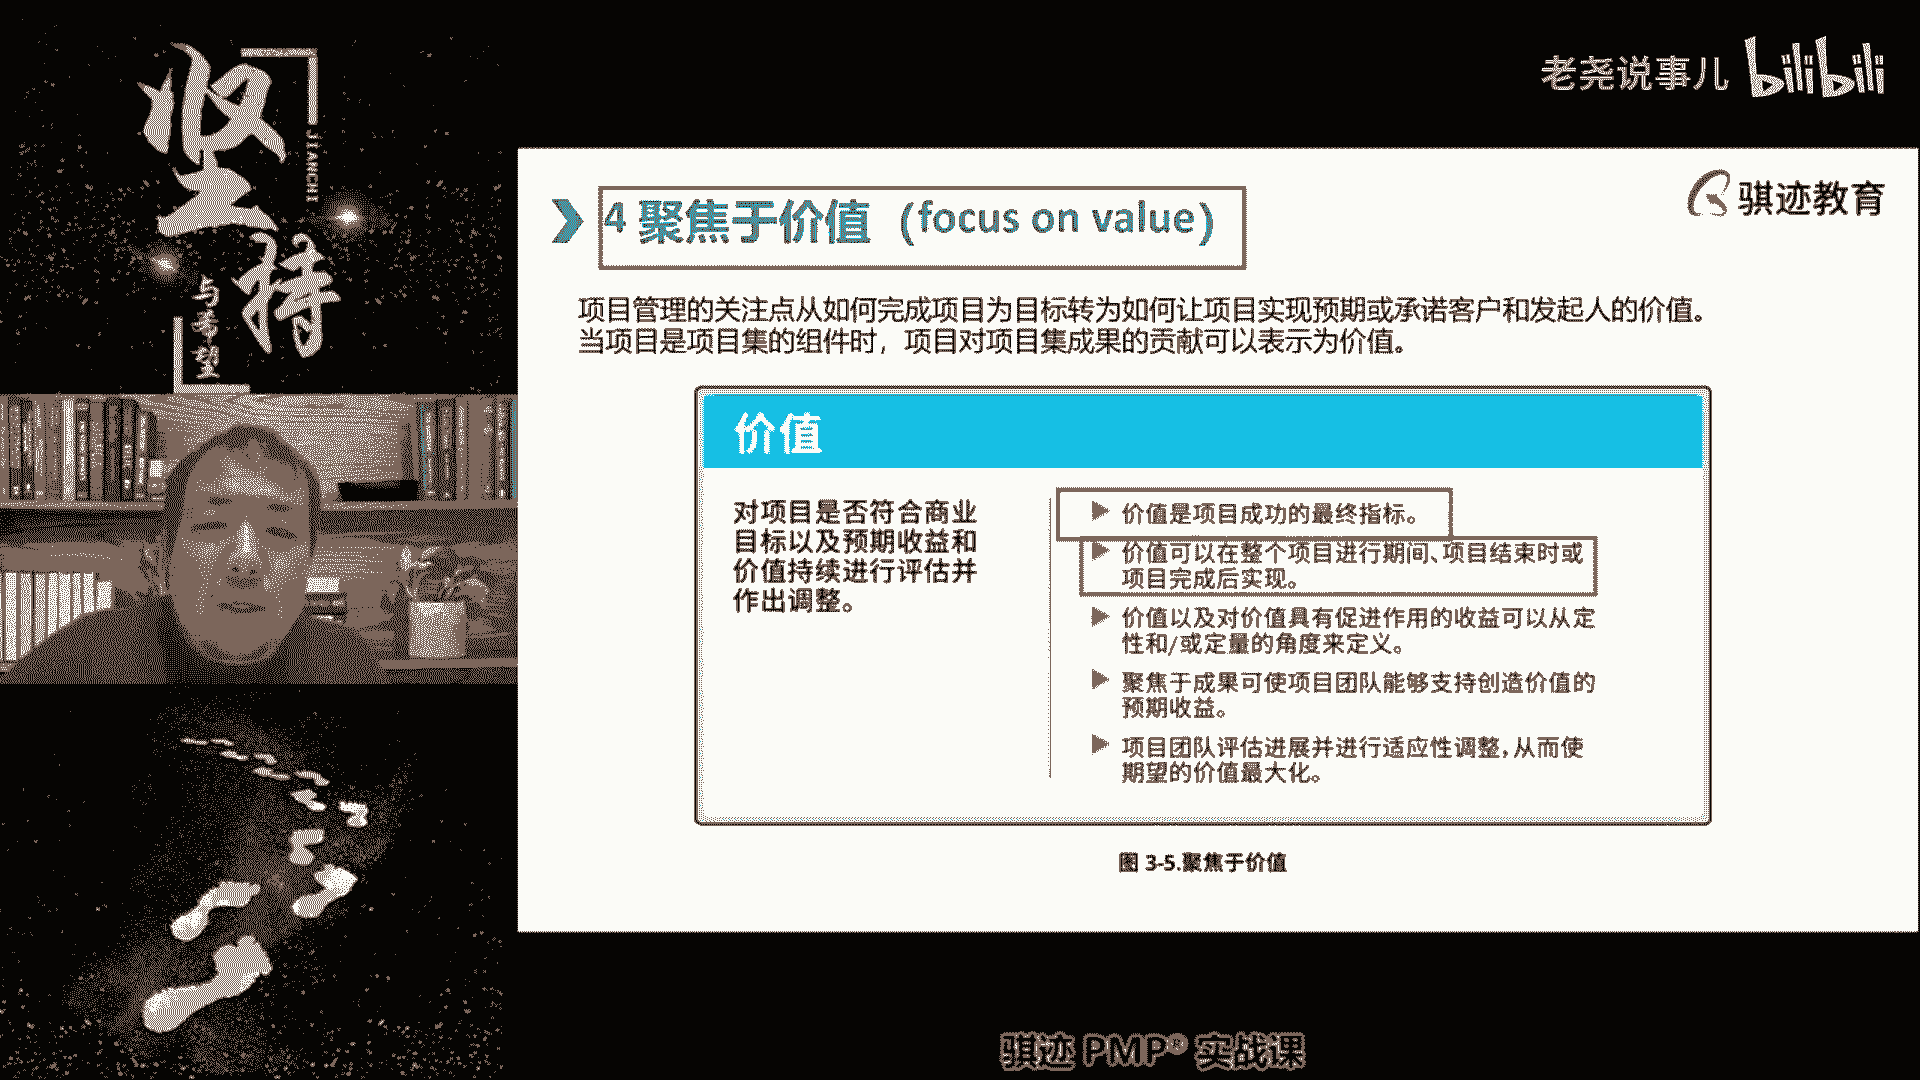 坚持
JIANCHI
与希望
老尧说事儿 bilibili
骐迹教育
4 聚焦于价值（focus on value）
项目管理的关注点从如何完成项目为目标转为如何让项目实现预期或承诺客户和发起人的价值。
当项目是项目集的组件时，项目对项目集成果的贡献可以表示为价值。
价值
对项目是否符合商业
目标以及预期收益和
价值持续进行评估并
作出调整。
价值是项目成功的最终指标。
价值可以在整个项目进行期间、项目结束时或
项目完成后实现。
价值以及对价值具有促进作用的收益可以从定
性和/或定量的角度来定义。
聚焦于成果可使项目团队能够支持创造价值的
预期收益。
项目团队评估进展并进行适应性调整，从而使
期望的价值最大化。
图 3-5.聚焦于价值
骐迹 PMP® 实战课